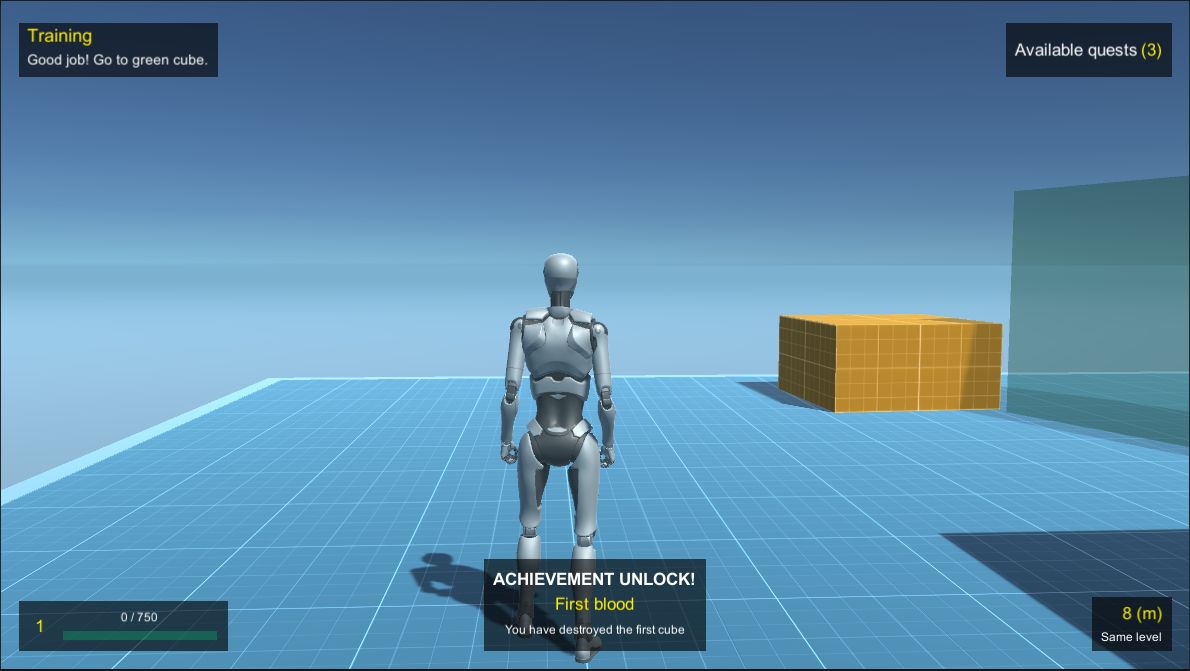 Training
Good job! Go to green cube.
Available quests (3)
ACHIEVEMENT UNLOCK!
First blood
You have destroyed the first cube
1
0 / 750
8 (m)
Same level